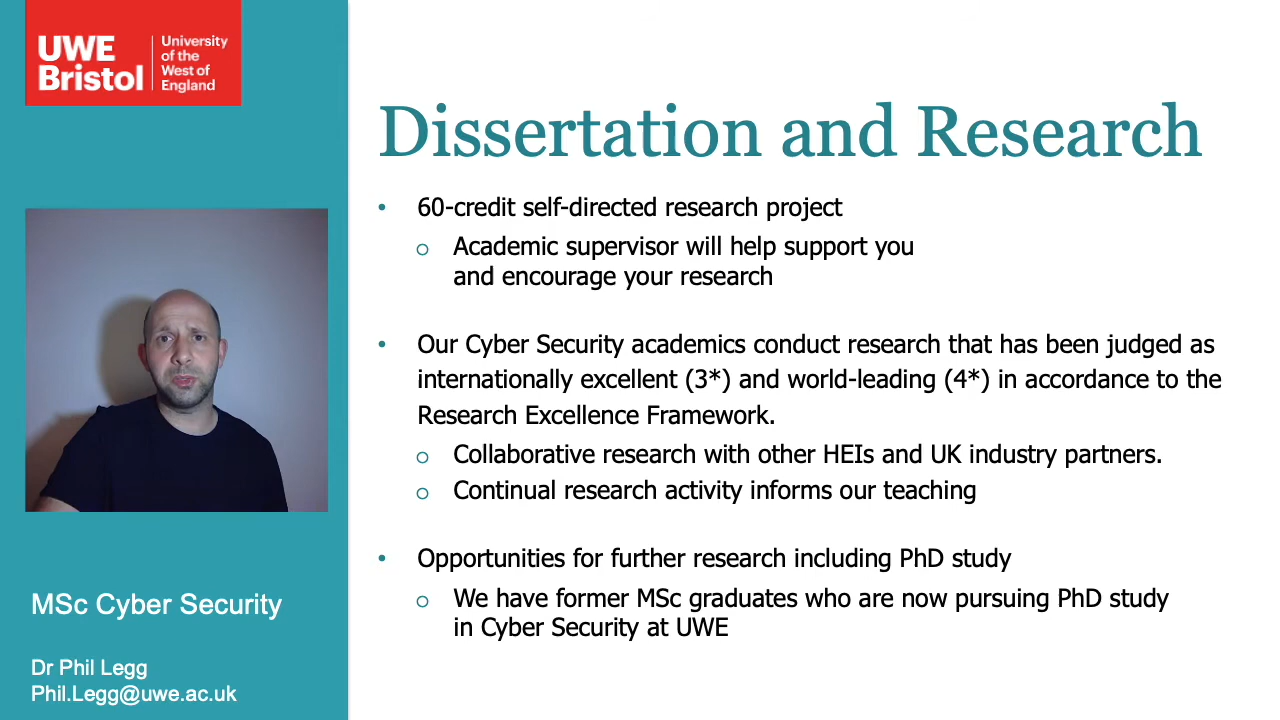 UWE
Bristol
University
of the
West of
England
Dissertation and Research
• 60-credit self-directed research project
○ Academic supervisor will help support you
and encourage your research
• Our Cyber Security academics conduct research that has been judged as
internationally excellent (3*) and world-leading (4*) in accordance to the
Research Excellence Framework.
○ Collaborative research with other HEIs and UK industry partners.
○ Continual research activity informs our teaching
• Opportunities for further research including PhD study
○ We have former MSc graduates who are now pursuing PhD study
in Cyber Security at UWE
MSc Cyber Security
Dr Phil Legg
Phil.Legg@uwe.ac.uk